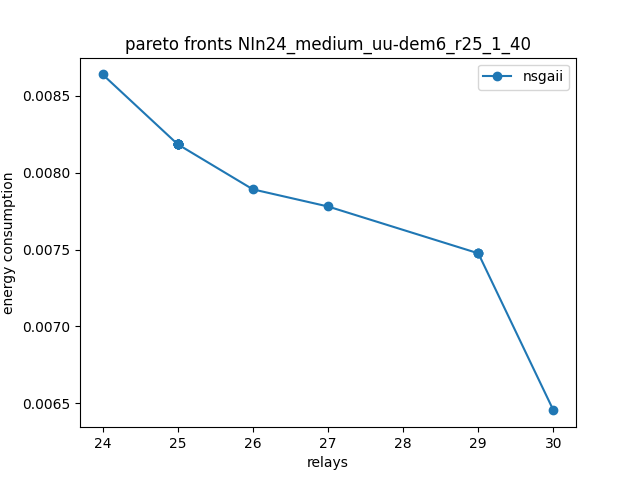 pareto fronts NIn24_medium_uu-dem6_r25_1_40
nsgaii
energy consumption
0.0085
0.0080
0.0075
0.0070
0.0065
24 25 26 27 28 29 30
relays